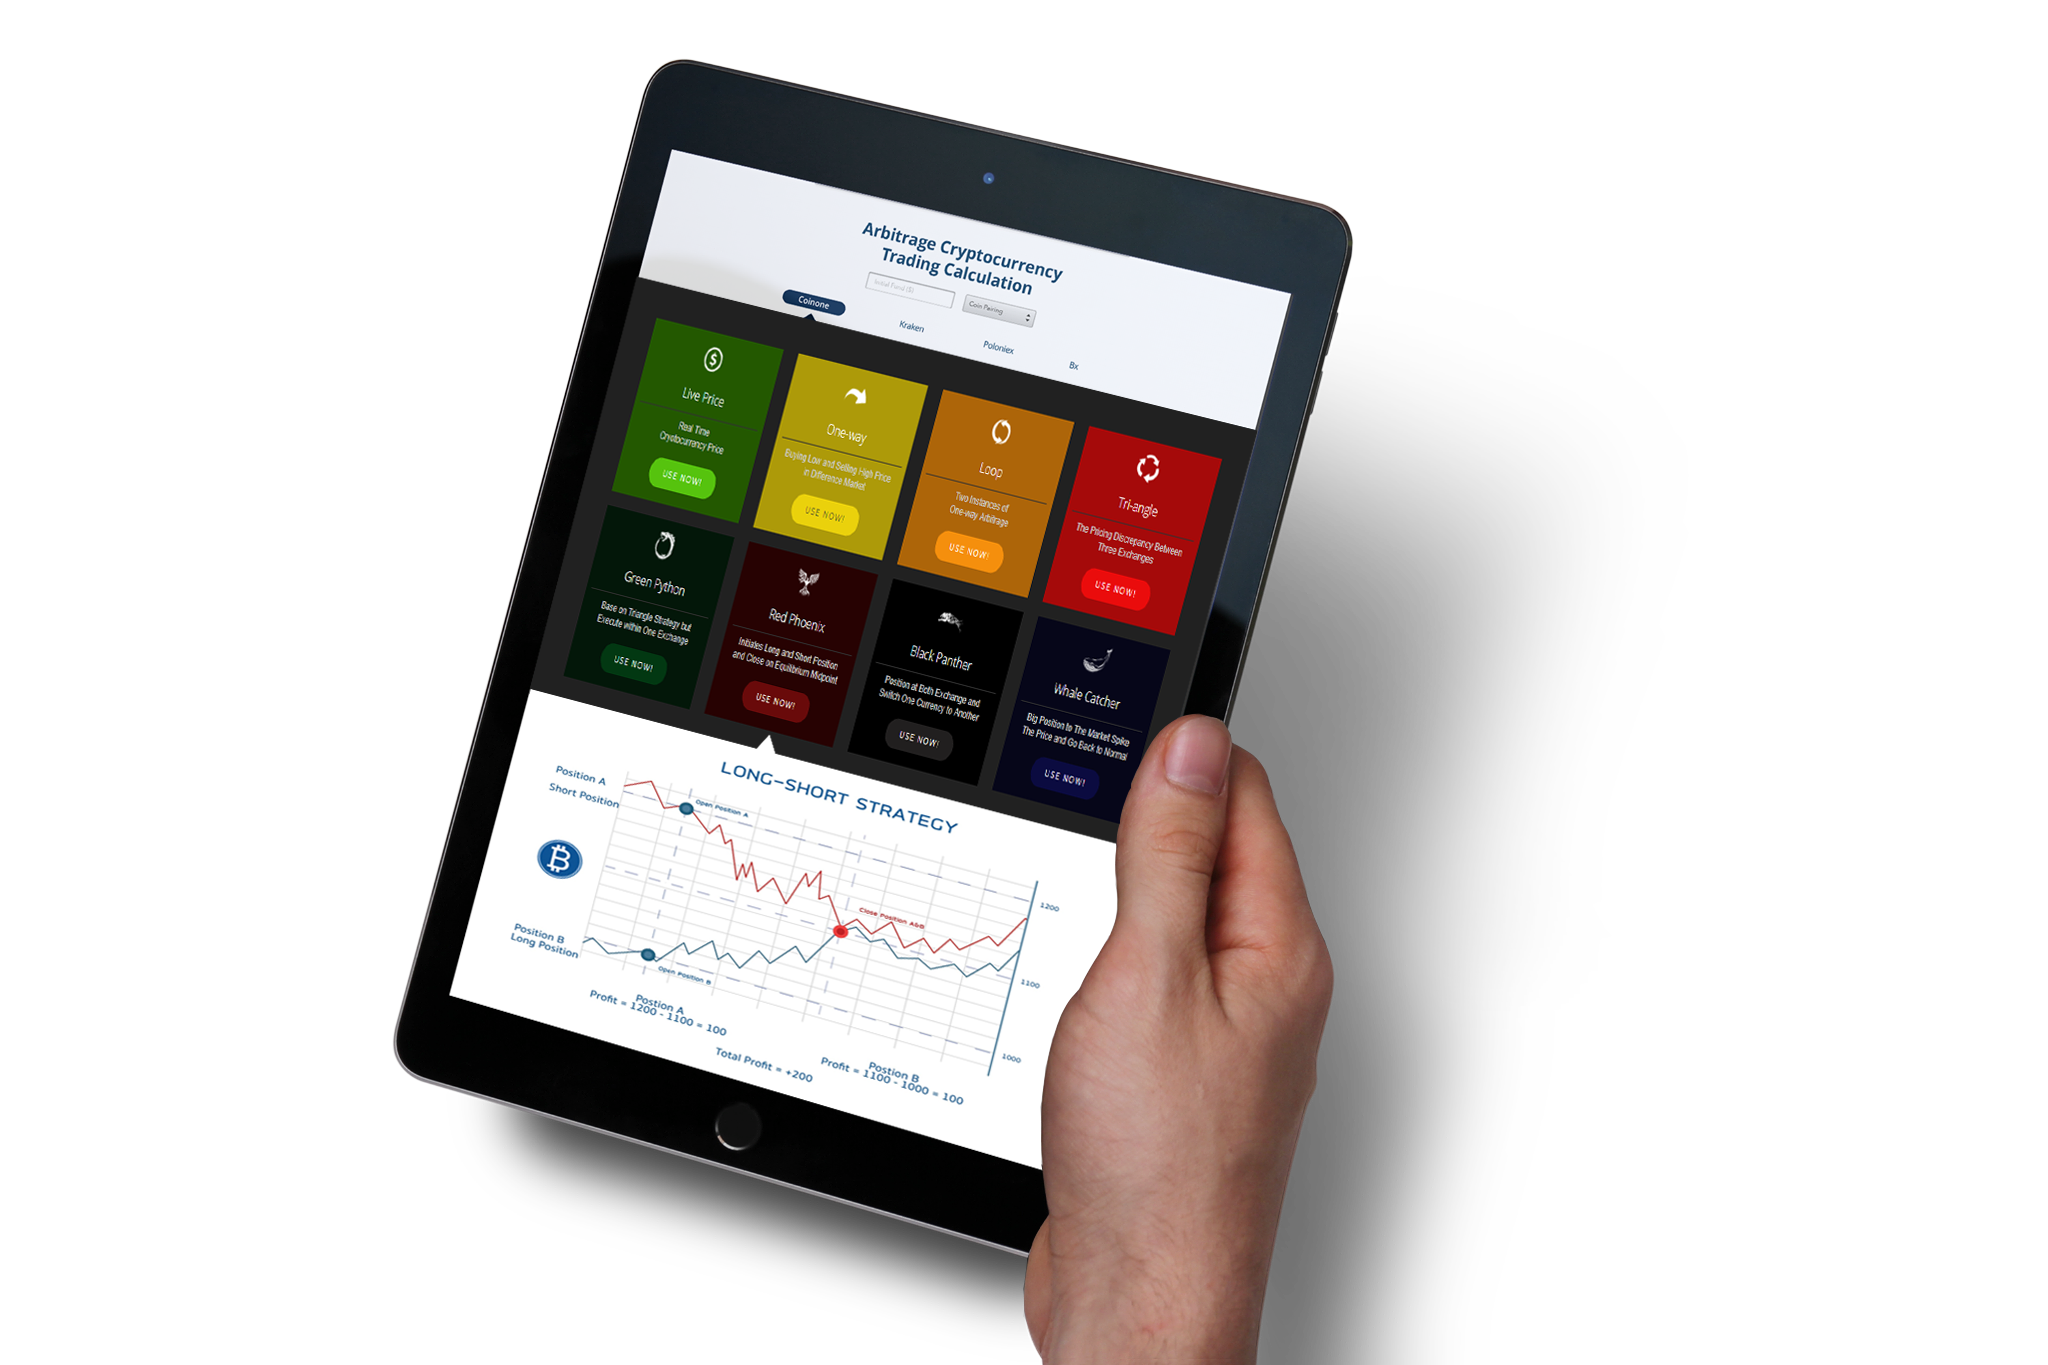 Arbitrage Cryptocurrency
Trading Calculation
Initial Fund ($)
Coin Pairing
Coinone
Kraken
Poloniex
Bx
Live Price
Real Time
Cryptocurrency Price
USE NOW!
One-way
Buying Low and Selling High Price
in Difference Market
USE NOW!
Loop
Two Instances of
One-way Arbitrage
USE NOW!
Tri-angle
The Pricing Discrepancy Between
Three Exchanges
USE NOW!
Green Python
Base on Triangle Strategy but
Execute within One Exchange
USE NOW!
Red Phoenix
Initiates Long and Short Position
and Close on Equilibrium Midpoint
USE NOW!
Black Panther
Position at Both Exchange and
Switch One Currency to Another
USE NOW!
Whale Catcher
Big Position to The Market Spike
The Price and Go Back to Normal
USE NOW!
LONG-SHORT STRATEGY
Position A
Short Position
Open Position A
Close Position A&B
1200
Position B
Long Position
Open Position B
1100
1000
Postion A
Profit = 1200 - 1100 = 100
Postion B
Profit = 1100 - 1000 = 100
Total Profit = +200